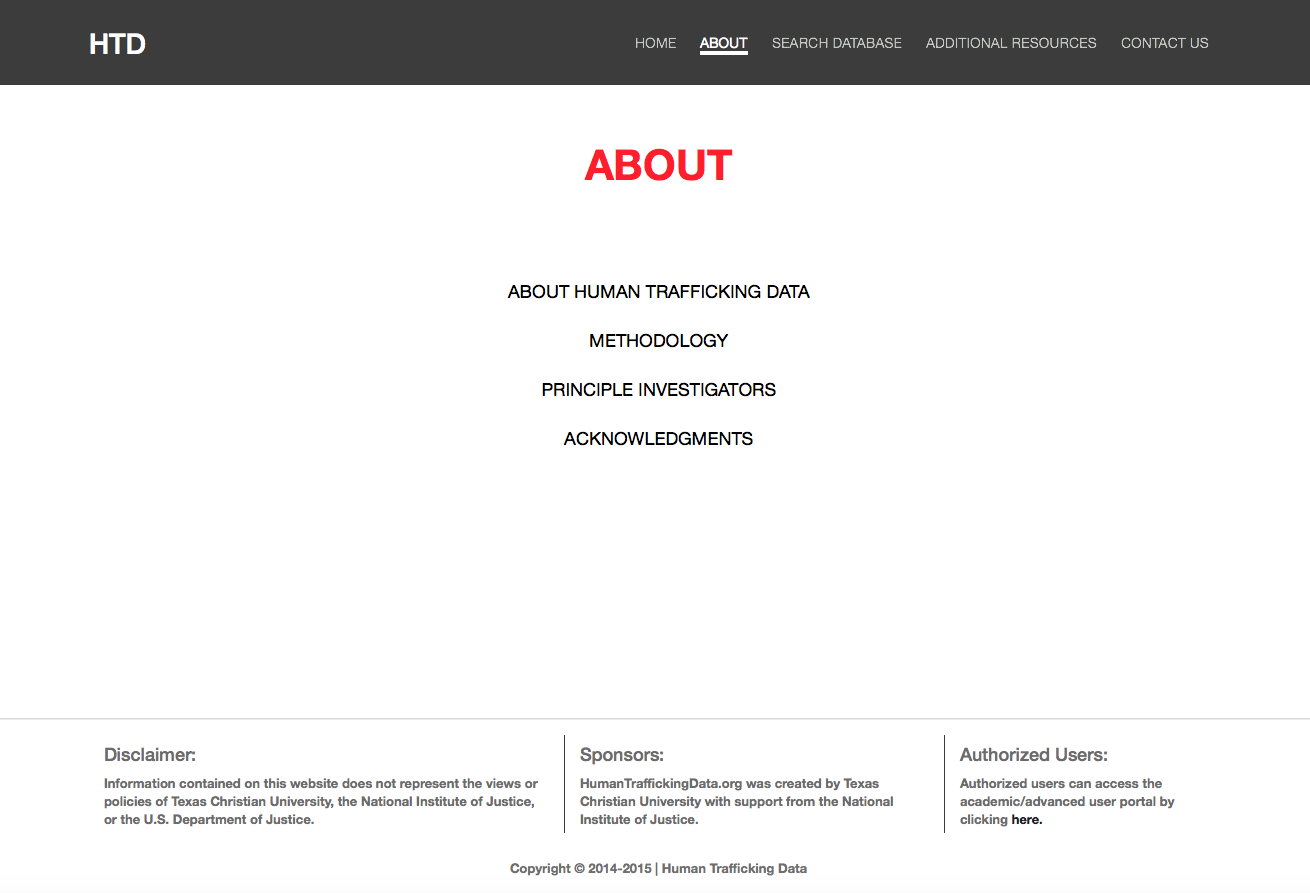 HTD
HOME ABOUT SEARCH DATABASE ADDITIONAL RESOURCES CONTACT US
ABOUT
ABOUT HUMAN TRAFFICKING DATA
METHODOLOGY
PRINCIPLE INVESTIGATORS
ACKNOWLEDGMENTS
Disclaimer:
Information contained on this website does not represent the views or
policies of Texas Christian University, the National Institute of Justice,
or the U.S. Department of Justice.
Sponsors:
HumanTraffickingData.org was created by Texas
Christian University with support from the National
Institute of Justice.
Authorized Users:
Authorized users can access the
academic/advanced user portal by
clicking here.
Copyright © 2014-2015 | Human Trafficking Data